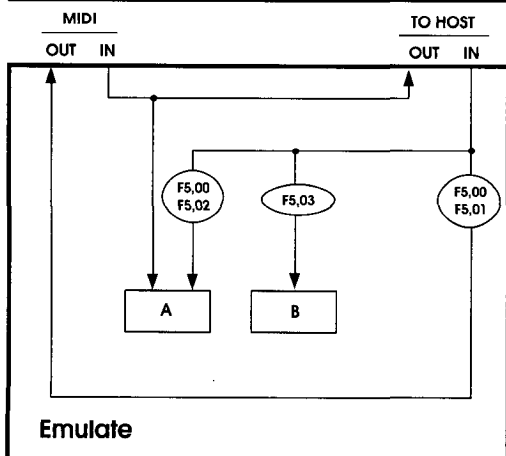 MIDI
TO HOST
OUT IN
OUT IN
F5,00
F5,02
F5,03
F5,00
F5,01
A
B
Emulate